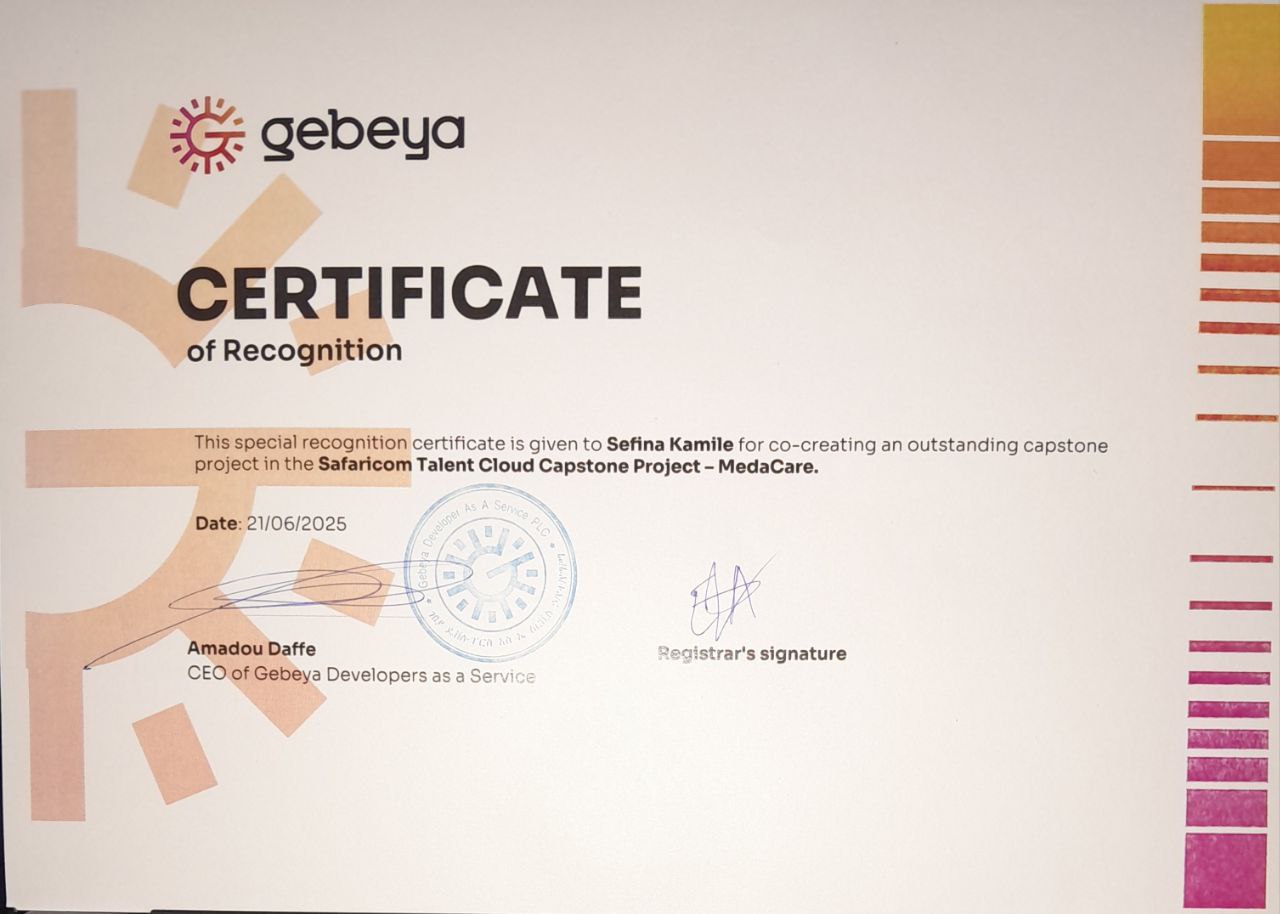 gebeya
CERTIFICATE
of Recognition
This special recognition certificate is given to Sefina Kamile for co-creating an outstanding capstone
project in the Safaricom Talent Cloud Capstone Project – MedaCare.
Date: 21/06/2025
Gebeya Developer As A Service PLC
Amadou Daffe
CEO of Gebeya Developers as a Service
Registrar's signature